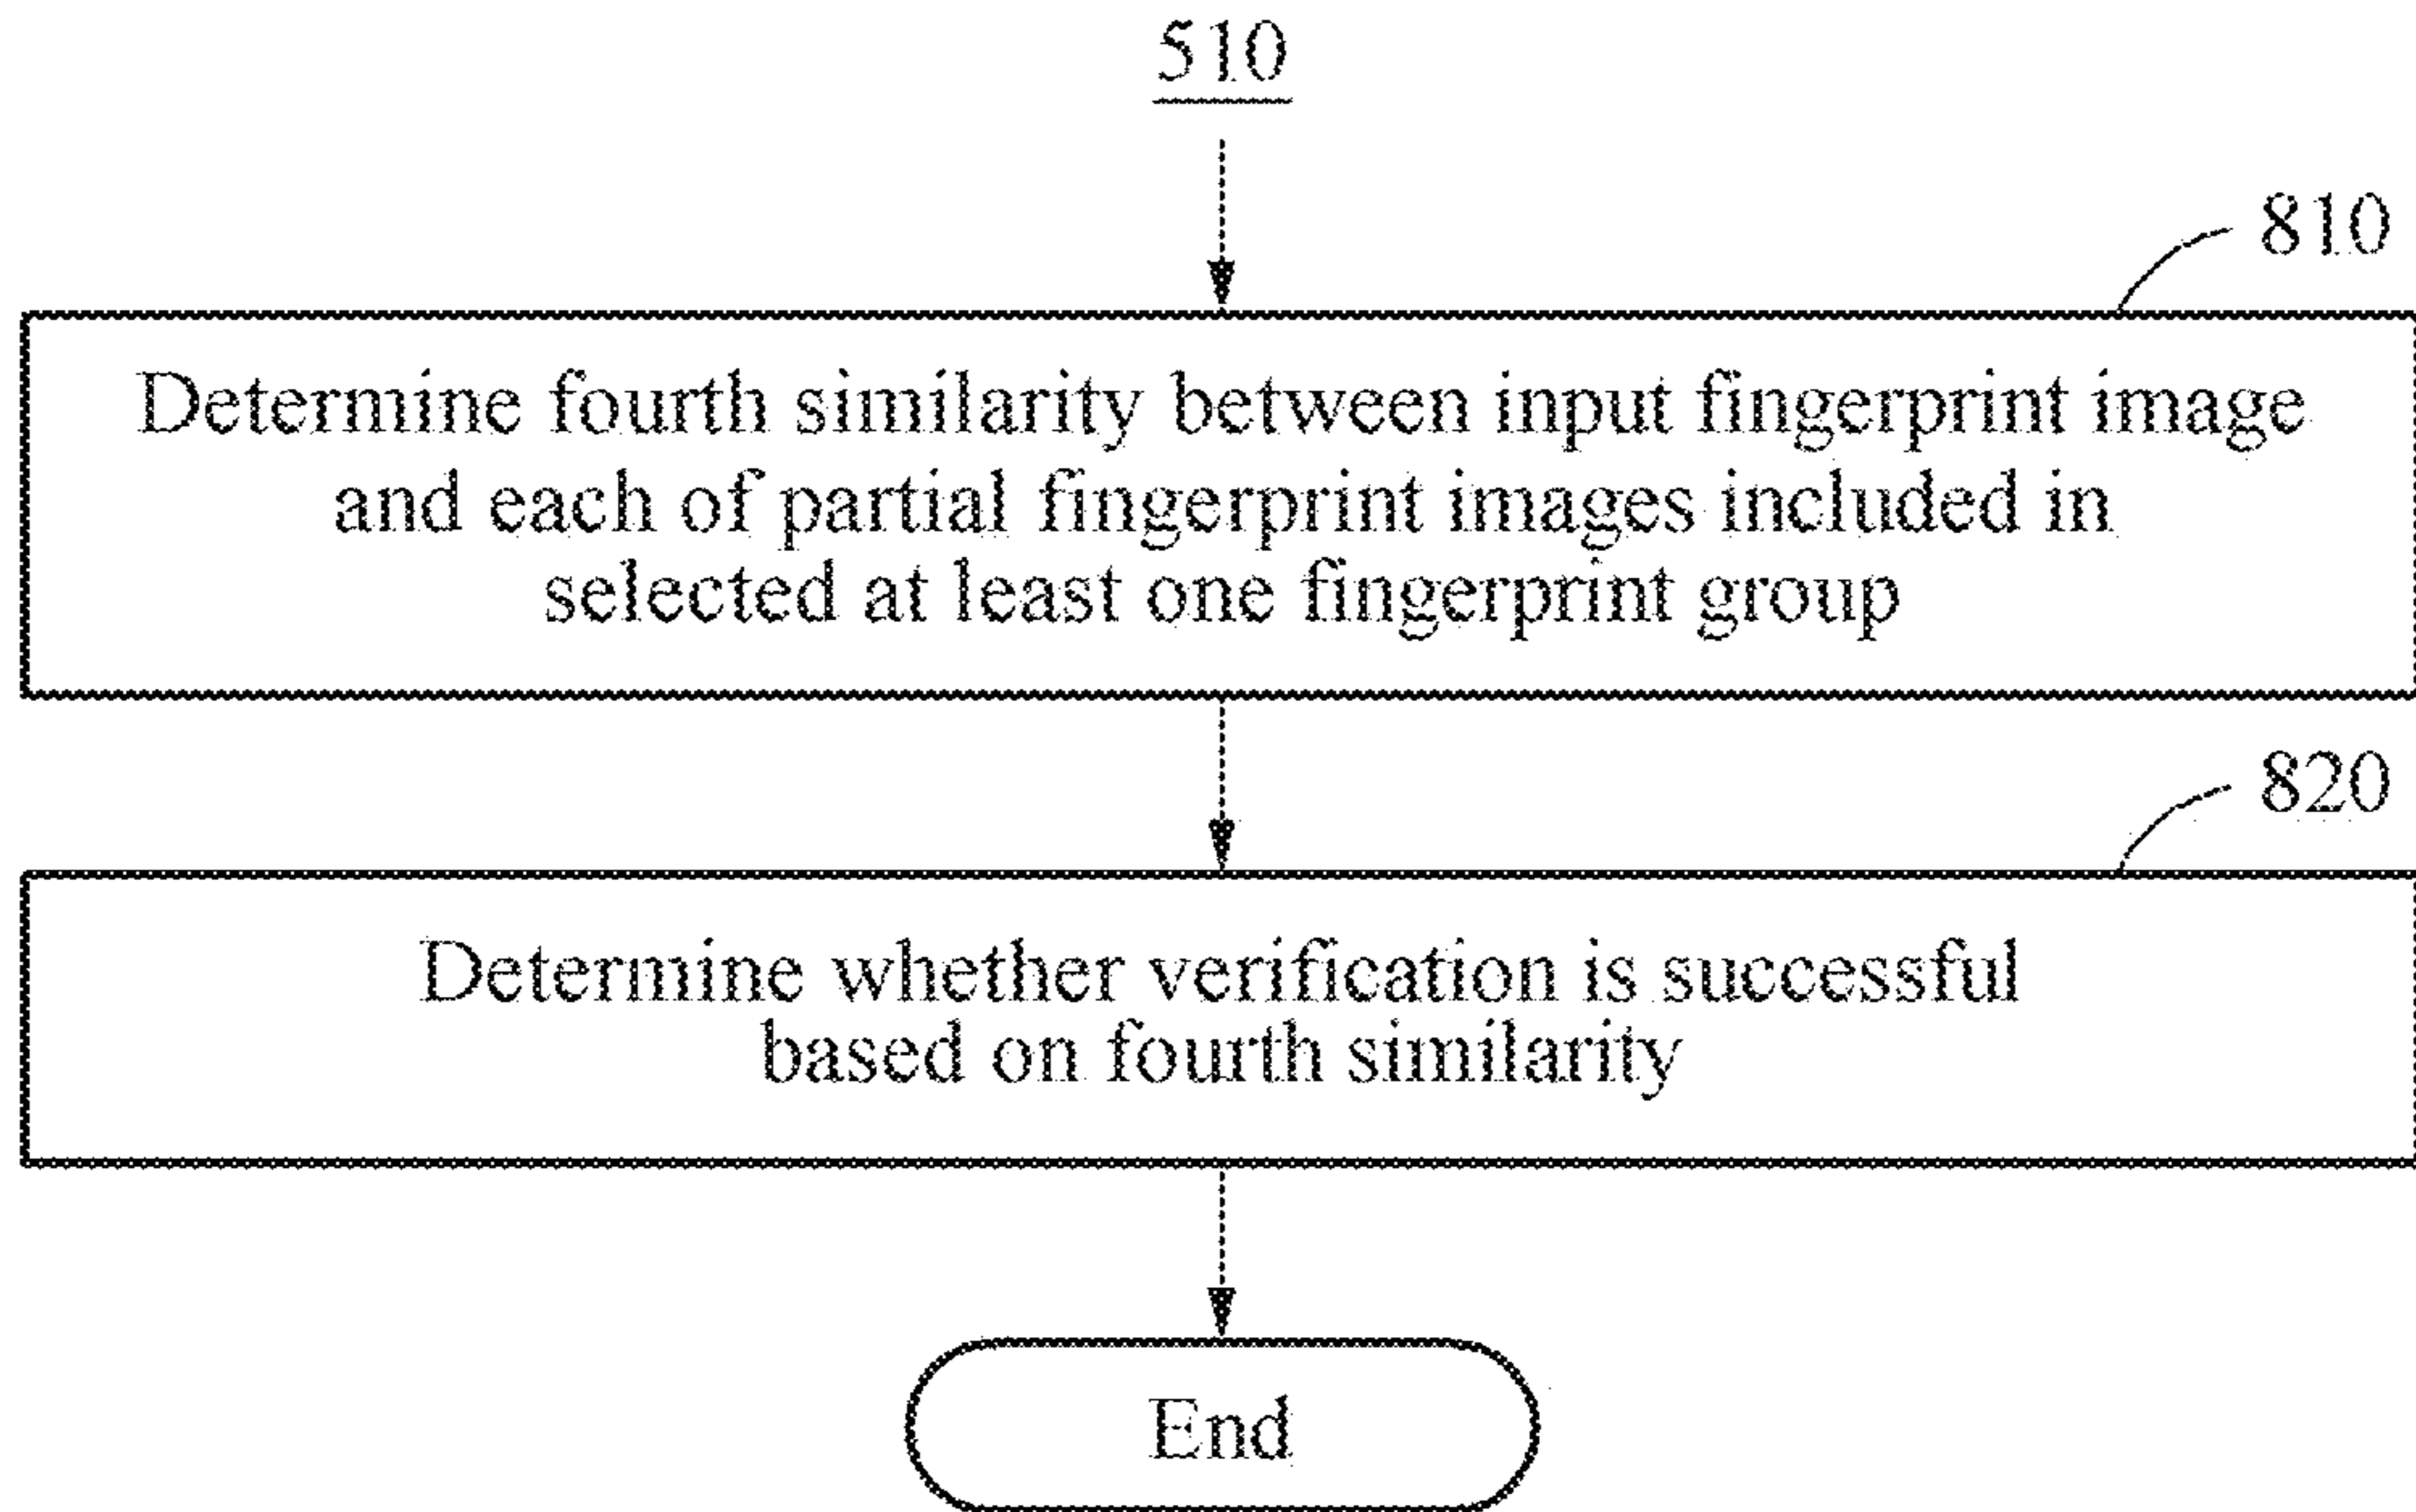 510
810
Determine fourth similarity between input fingerprint image
and each of partial fingerprint images included in
selected at least one fingerprint group
820
Determine whether verification is successful
based on fourth similarity
End